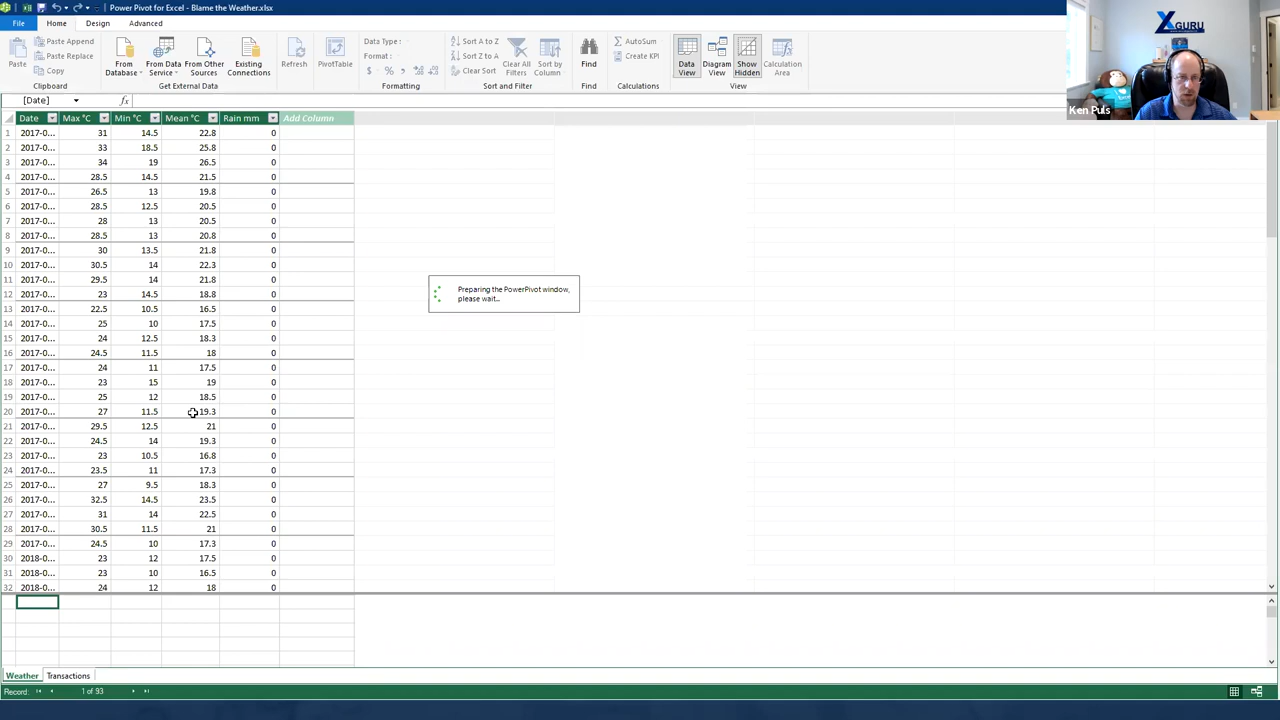 Power Pivot for Excel - Blame the Weather.xlsx
File Home Design Advanced
Paste
Paste Append
Paste Replace
Copy
Clipboard
From Database
From Data Service
From Other Sources
Existing Connections
Get External Data
Refresh
PivotTable
Data Type :
Format :
$ % , .0 .00
Formatting
Sort A to Z
Sort Z to A
Clear Sort
Clear All Filters
Sort by Column
Sort and Filter
Find
Find
AutoSum
Create KPI
Calculations
Data View
Diagram View
Show Hidden
Calculation Area
View
XGURU
Ken Puls
[Date] fx
Date Max °C Min °C Mean °C Rain mm Add Column
1 2017-0... 31 14.5 22.8 0
2 2017-0... 33 18.5 25.8 0
3 2017-0... 34 19 26.5 0
4 2017-0... 28.5 14.5 21.5 0
5 2017-0... 26.5 13 19.8 0
6 2017-0... 28.5 12.5 20.5 0
7 2017-0... 28 13 20.5 0
8 2017-0... 28.5 13 20.8 0
9 2017-0... 30 13.5 21.8 0
10 2017-0... 30.5 14 22.3 0
11 2017-0... 29.5 14 21.8 0
12 2017-0... 23 14.5 18.8 0
13 2017-0... 22.5 10.5 16.5 0
14 2017-0... 25 10 17.5 0
15 2017-0... 24 12.5 18.3 0
16 2017-0... 24.5 11.5 18 0
17 2017-0... 24 11 17.5 0
18 2017-0... 23 15 19 0
19 2017-0... 25 12 18.5 0
20 2017-0... 27 11.5 19.3 0
21 2017-0... 29.5 12.5 21 0
22 2017-0... 24.5 14 19.3 0
23 2017-0... 23 10.5 16.8 0
24 2017-0... 23.5 11 17.3 0
25 2017-0... 27 9.5 18.3 0
26 2017-0... 32.5 14.5 23.5 0
27 2017-0... 31 14 22.5 0
28 2017-0... 30.5 11.5 21 0
29 2017-0... 24.5 10 17.3 0
30 2018-0... 23 12 17.5 0
31 2018-0... 23 10 16.5 0
32 2018-0... 24 12 18 0
Preparing the PowerPivot window,
please wait...
Weather Transactions
Record: 1 of 93